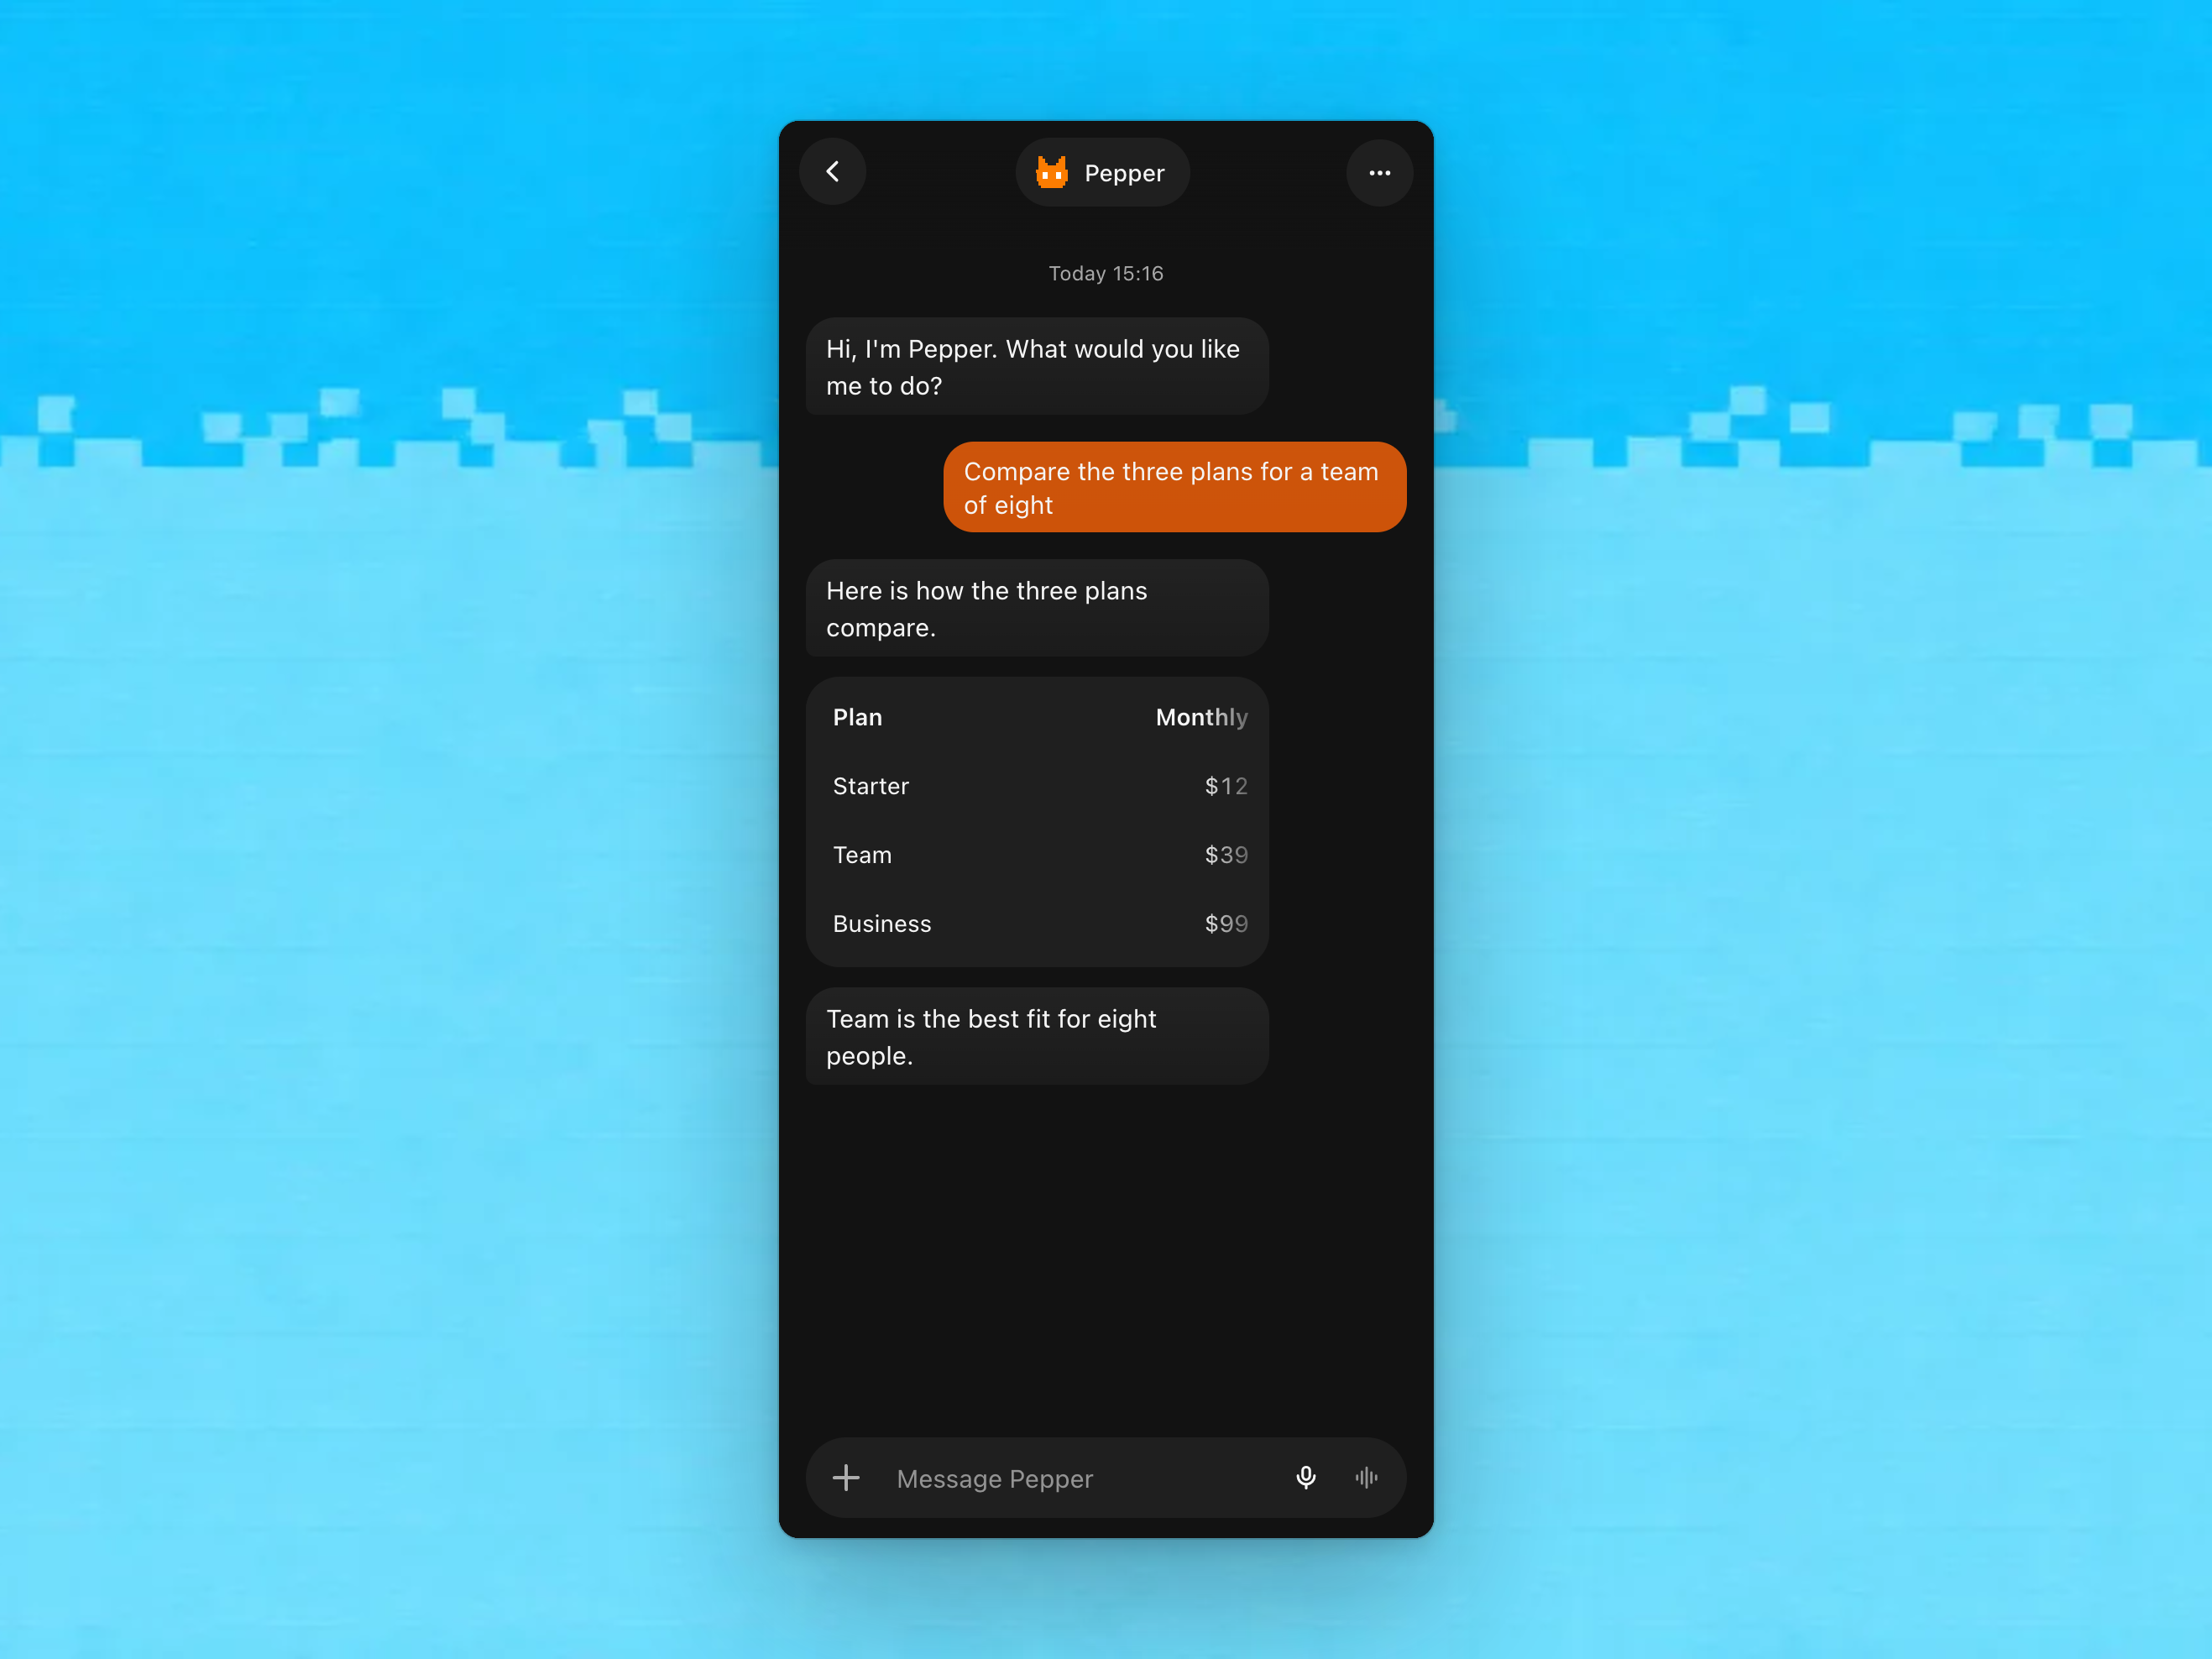 Pepper
Today 15:16
Hi, I'm Pepper. What would you like
me to do?
Compare the three plans for a team
of eight
Here is how the three plans
compare.
Plan Monthly
Starter $12
Team $39
Business $99
Team is the best fit for eight
people.
Message Pepper